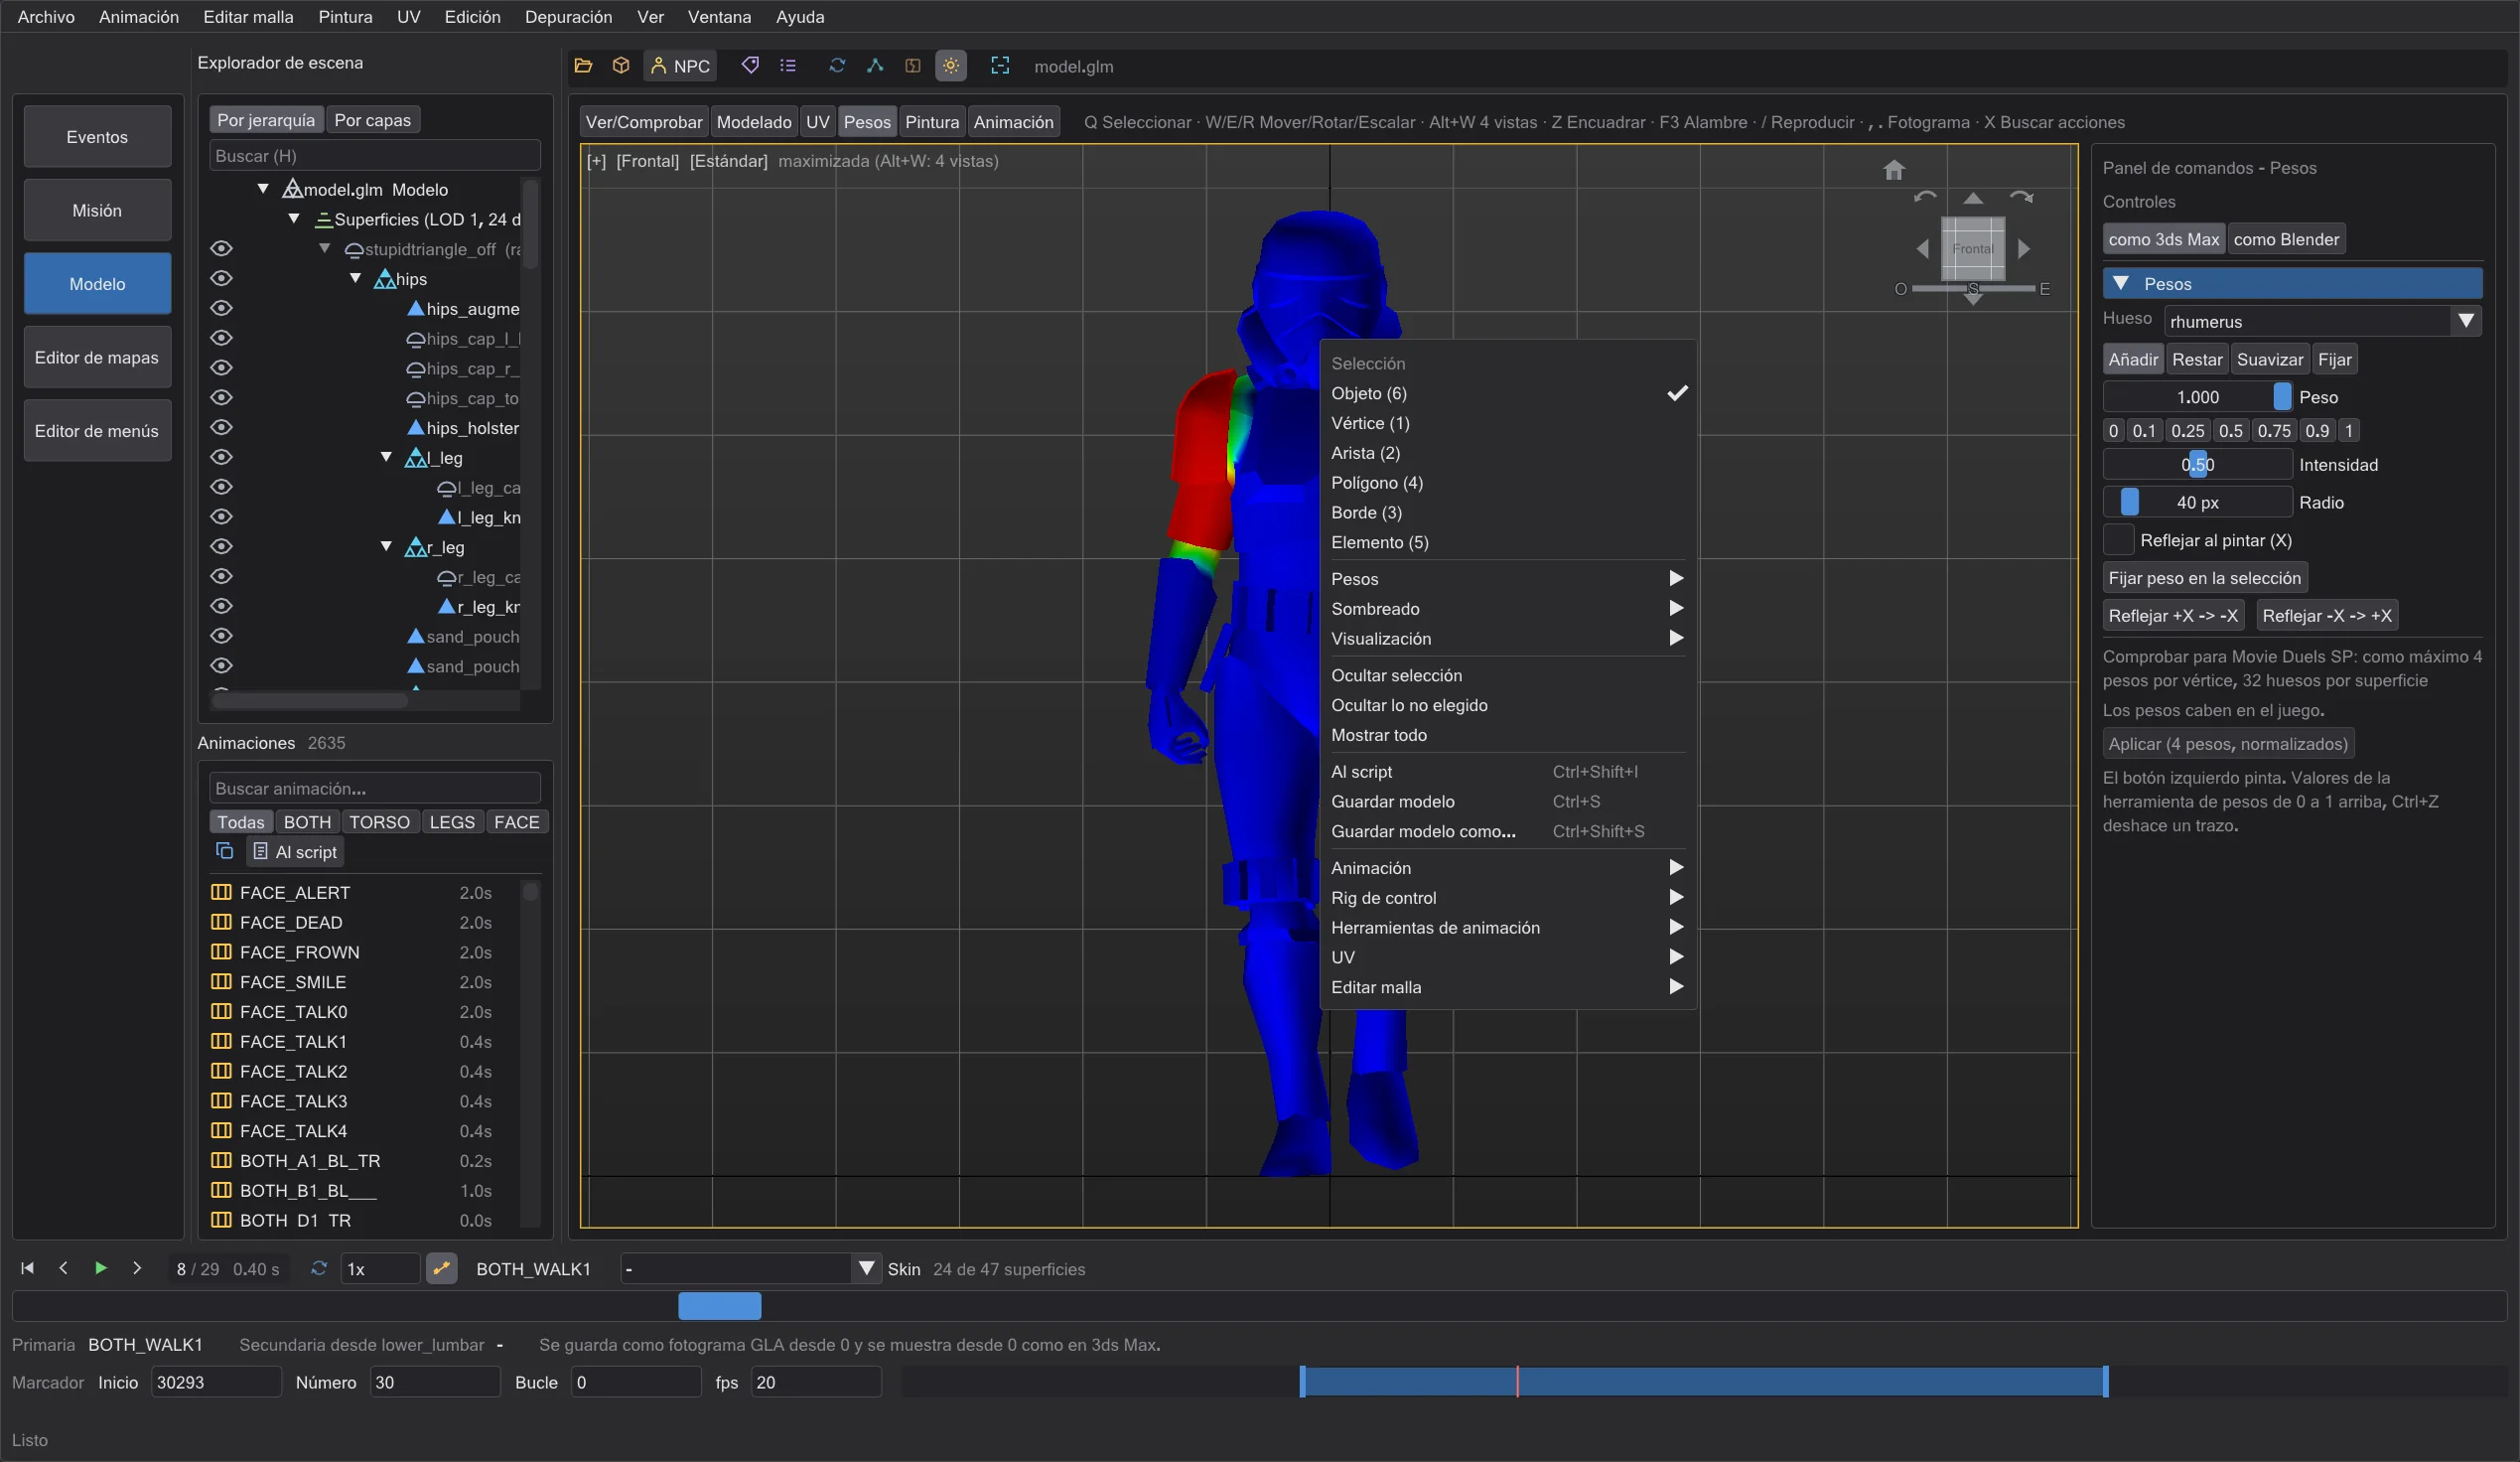 Archivo Animación Editar malla Pintura UV Edición Depuración Ver Ventana Ayuda
Explorador de escena
NPC
model.glm
Eventos
Misión
Modelo
Editor de mapas
Editor de menús
Por jerarquía Por capas
Buscar (H)
model.glm Modelo
Superficies (LOD 1, 24 d
stupidtriangle_off (ra
hips
hips_augme
hips_cap_l_l
hips_cap_r_
hips_cap_to
hips_holster
l_leg
l_leg_ca
l_leg_kn
r_leg
r_leg_ca
r_leg_kn
sand_pouch
sand_pouch
Animaciones 2635
Buscar animación...
Todas BOTH TORSO LEGS FACE
Al script
FACE_ALERT 2.0s
FACE_DEAD 2.0s
FACE_FROWN 2.0s
FACE_SMILE 2.0s
FACE_TALK0 2.0s
FACE_TALK1 0.4s
FACE_TALK2 0.4s
FACE_TALK3 0.4s
FACE_TALK4 0.4s
BOTH_A1_BL_TR 0.2s
BOTH_B1_BL___ 1.0s
BOTH_D1_TR 0.0s
Ver/Comprobar Modelado UV Pesos Pintura Animación Q Seleccionar · W/E/R Mover/Rotar/Escalar · Alt+W 4 vistas · Z Encuadrar · F3 Alambre · / Reproducir · , . Fotograma · X Buscar acciones
[+] [Frontal] [Estándar] maximizada (Alt+W: 4 vistas)
Frontal
O S E
Selección
Objeto (6)
Vértice (1)
Arista (2)
Polígono (4)
Borde (3)
Elemento (5)
Pesos
Sombreado
Visualización
Ocultar selección
Ocultar lo no elegido
Mostrar todo
Al script Ctrl+Shift+I
Guardar modelo Ctrl+S
Guardar modelo como... Ctrl+Shift+S
Animación
Rig de control
Herramientas de animación
UV
Editar malla
Panel de comandos - Pesos
Controles
como 3ds Max como Blender
Pesos
Hueso rhumerus
Añadir Restar Suavizar Fijar
1.000 Peso
0 0.1 0.25 0.5 0.75 0.9 1
0.50 Intensidad
40 px Radio
Reflejar al pintar (X)
Fijar peso en la selección
Reflejar +X -> -X Reflejar -X -> +X
Comprobar para Movie Duels SP: como máximo 4
pesos por vértice, 32 huesos por superficie
Los pesos caben en el juego.
Aplicar (4 pesos, normalizados)
El botón izquierdo pinta. Valores de la
herramienta de pesos de 0 a 1 arriba, Ctrl+Z
deshace un trazo.
8 / 29 0.40 s 1x BOTH_WALK1 - Skin 24 de 47 superficies
Primaria BOTH_WALK1 Secundaria desde lower_lumbar - Se guarda como fotograma GLA desde 0 y se muestra desde 0 como en 3ds Max.
Marcador Inicio 30293 Número 30 Bucle 0 fps 20
Listo